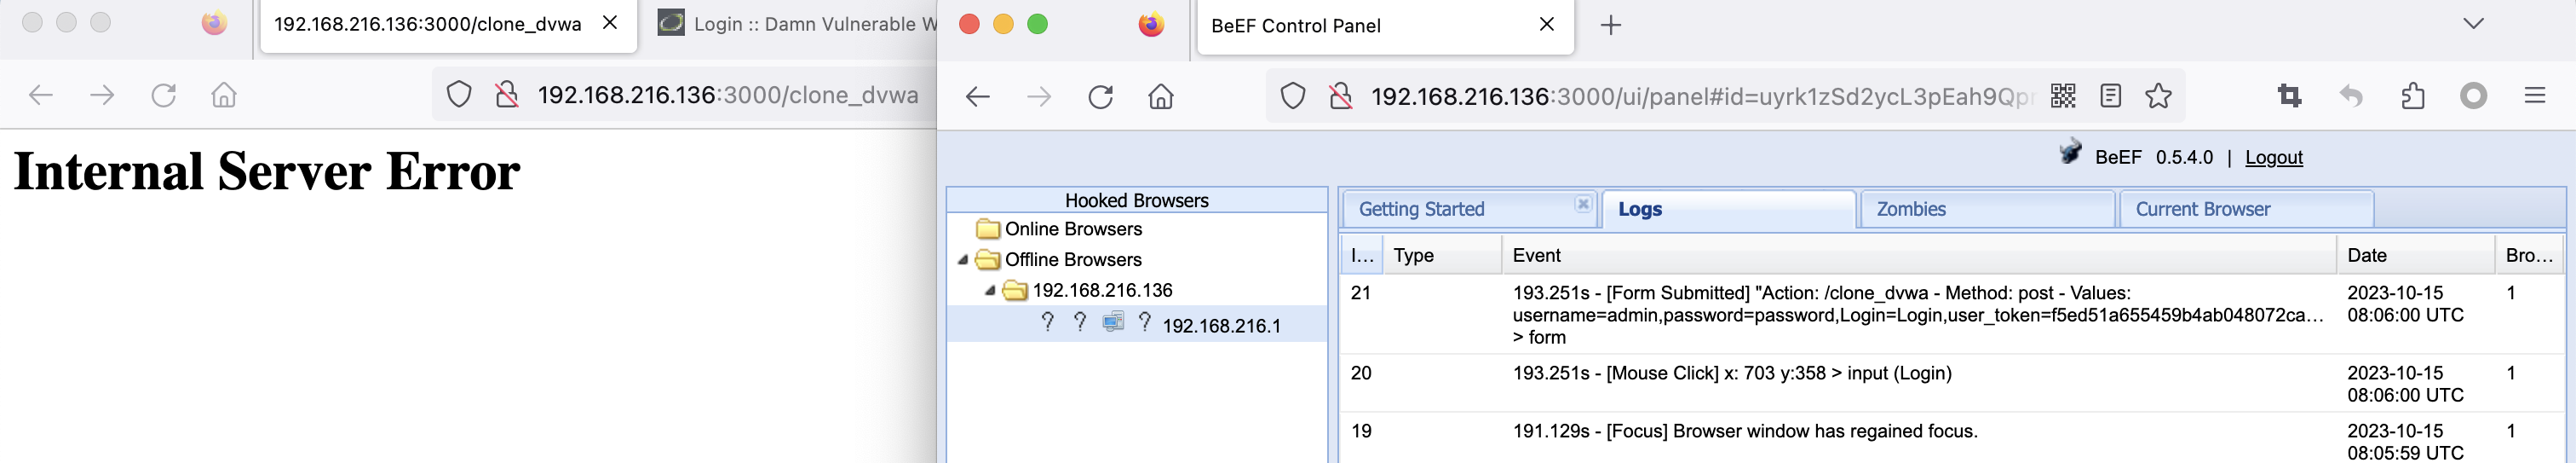 192.168.216.136:3000/clone_dvwa
Login :: Damn Vulnerable W
192.168.216.136:3000/clone_dvwa
Internal Server Error
BeEF Control Panel
192.168.216.136:3000/ui/panel#id=uyrk1zSd2ycL3pEah9Qpr
BeEF 0.5.4.0 | Logout
Hooked Browsers
Online Browsers
Offline Browsers
192.168.216.136
? ? ? 192.168.216.1
Getting Started
Logs
Zombies
Current Browser
I... Type Event Date Bro...
21 193.251s - [Form Submitted] "Action: /clone_dvwa - Method: post - Values: 2023-10-15 1
username=admin,password=password,Login=Login,user_token=f5ed51a655459b4ab048072ca... 08:06:00 UTC
> form
20 193.251s - [Mouse Click] x: 703 y:358 > input (Login) 2023-10-15 1
08:06:00 UTC
19 191.129s - [Focus] Browser window has regained focus. 2023-10-15 1
08:05:59 UTC